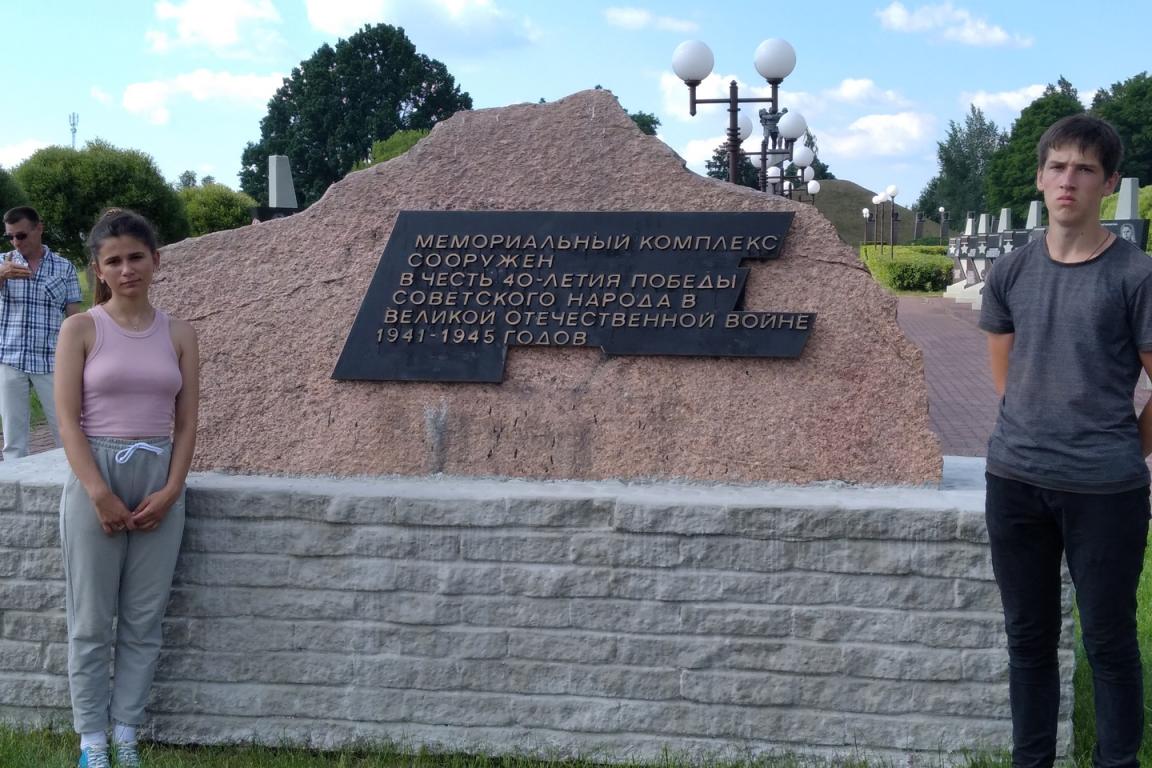 МЕМОРИАЛЬНЫЙ КОМПЛЕКС
СООРУЖЕН
В ЧЕСТЬ 40-ЛЕТИЯ ПОБЕДЫ
СОВЕТСКОГО НАРОДА В
ВЕЛИКОЙ ОТЕЧЕСТВЕННОЙ ВОЙНЕ
1941-1945 ГОДОВ